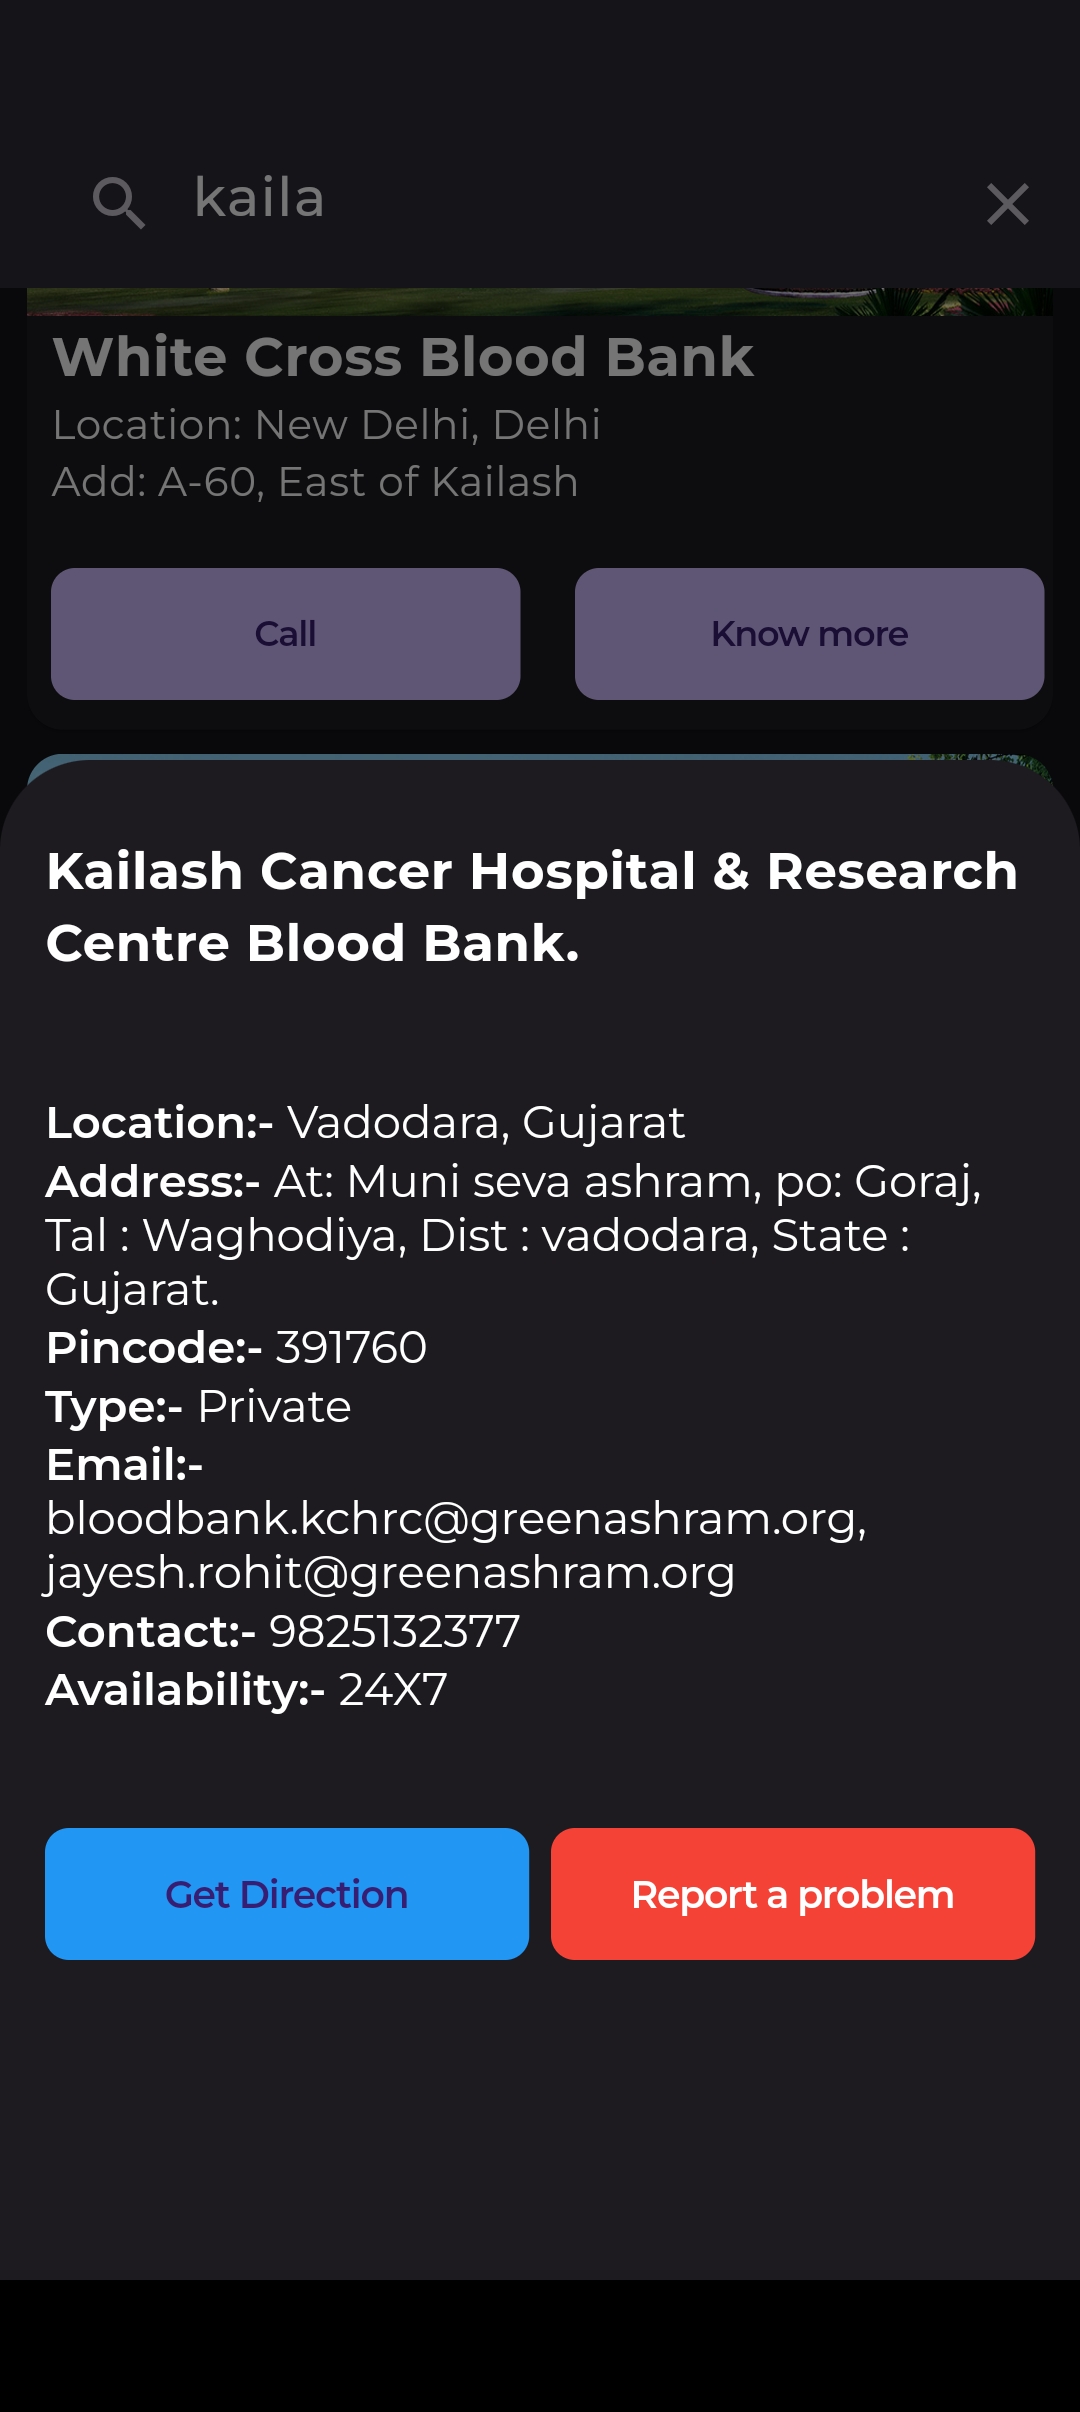 kaila
White Cross Blood Bank
Location: New Delhi, Delhi
Add: A-60, East of Kailash
Call
Know more
Kailash Cancer Hospital & Research
Centre Blood Bank.
Location:- Vadodara, Gujarat
Address:- At: Muni seva ashram, po: Goraj,
Tal : Waghodiya, Dist : vadodara, State :
Gujarat.
Pincode:- 391760
Type:- Private
Email:-
bloodbank.kchrc@greenashram.org,
jayesh.rohit@greenashram.org
Contact:- 9825132377
Availability:- 24X7
Get Direction
Report a problem